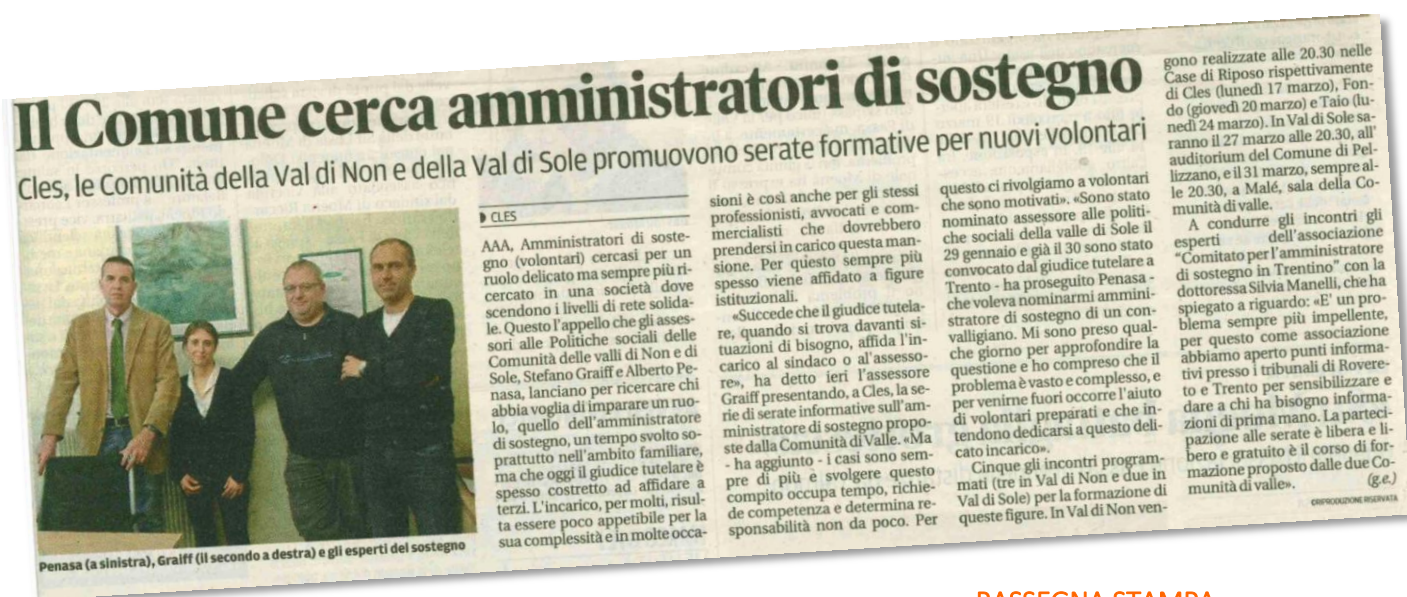 Il Comune cerca amministratori di sostegno
Cles, le Comunità della Val di Non e della Val di Sole promuovono serate formative per nuovi volontari
Penasa (a sinistra), Graiff (il secondo a destra) e gli esperti del sostegno
CLES
AAA, Amministratori di soste-
gno (volontari) cercasi per un
ruolo delicato ma sempre più ri-
cercato in una società dove
scendono i livelli di rete solida-
le. Questo l'appello che gli asses-
sori alle Politiche sociali delle
Comunità delle valli di Non e di
Sole, Stefano Graiff e Alberto Pe-
nasa, lanciano per ricercare chi
abbia voglia di imparare un ruo-
lo, quello dell'amministratore
di sostegno, un tempo svolto so-
prattutto nell'ambito familiare,
ma che oggi il giudice tutelare è
spesso costretto ad affidare a
terzi. L'incarico, per molti, risul-
ta essere poco appetibile per la
sua complessità e in molte occa-
sioni è così anche per gli stessi
professionisti, avvocati e com-
mercialisti che dovrebbero
prendersi in carico questa man-
sione. Per questo sempre più
spesso viene affidato a figure
istituzionali.
«Succede che il giudice tutela-
re, quando si trova davanti si-
tuazioni di bisogno, affida l'in-
carico al sindaco o al'assesso-
re», ha detto ieri l'assessore
Graiff presentando, a Cles, la se-
rie di serate informative sull'am-
ministratore di sostegno propo-
ste dalla Comunità di Valle. «Ma
- ha aggiunto - i casi sono sem-
pre di più è svolgere questo
compito occupa tempo, richie-
de competenza e determina re-
sponsabilità non da poco. Per
questo ci rivolgiamo a volontari
che sono motivati». «Sono stato
nominato assessore alle politi-
che sociali della valle di Sole il
29 gennaio e già il 30 sono stato
convocato dal giudice tutelare a
Trento - ha proseguito Penasa -
che voleva nominarmi ammini-
stratore di sostegno di un con-
valligiano. Mi sono preso qual-
che giorno per approfondire la
questione e ho compreso che il
problema è vasto e complesso, e
per venirne fuori occorre l'aiuto
di volontari preparati e che in-
tendono dedicarsi a questo deli-
cato incarico».
Cinque gli incontri program-
mati (tre in Val di Non e due in
Val di Sole) per la formazione di
queste figure. In Val di Non ven-
gono realizzate alle 20.30 nelle
Case di Riposo rispettivamente
di Cles (lunedì 17 marzo), Fon-
do (giovedì 20 marzo) e Taio (lu-
nedì 24 marzo). In Val di Sole sa-
ranno il 27 marzo alle 20.30, all'
auditorium del Comune di Pel-
lizzano, e il 31 marzo, sempre al-
le 20.30, a Malé, sala della Co-
munità di valle.
A condurre gli incontri gli
esperti dell'associazione
"Comitato per l'amministratore
di sostegno in Trentino" con la
dottoressa Silvia Manelli, che ha
spiegato a riguardo: «E' un pro-
blema sempre più impellente,
per questo come associazione
abbiamo aperto punti informa-
tivi presso i tribunali di Rovere-
to e Trento per sensibilizzare e
dare a chi ha bisogno informa-
zioni di prima mano. La parteci-
pazione alle serate è libera e li-
bero e gratuito è il corso di for-
mazione proposto dalle due Co-
munità di valle». (g.e.)
©RIPRODUZIONE RISERVATA
RASSEGNA STAMPA